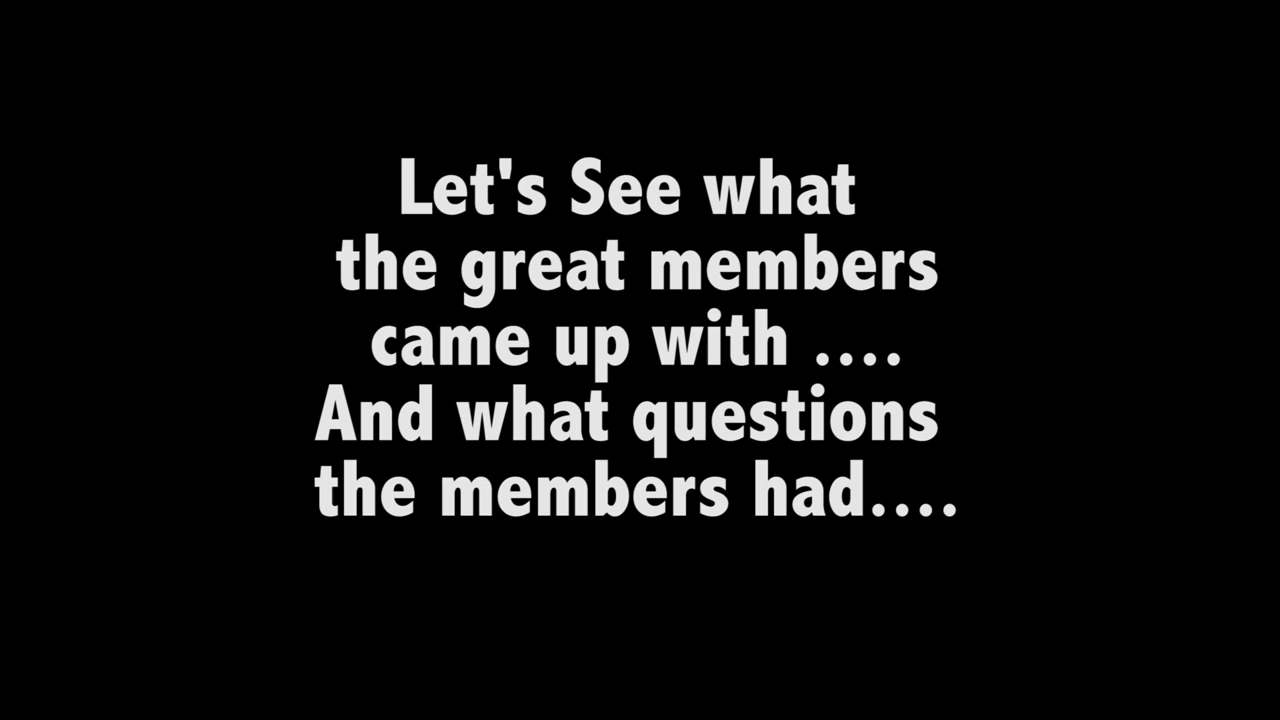 Let's See what
the great members
came up with ....
And what questions
the members had....